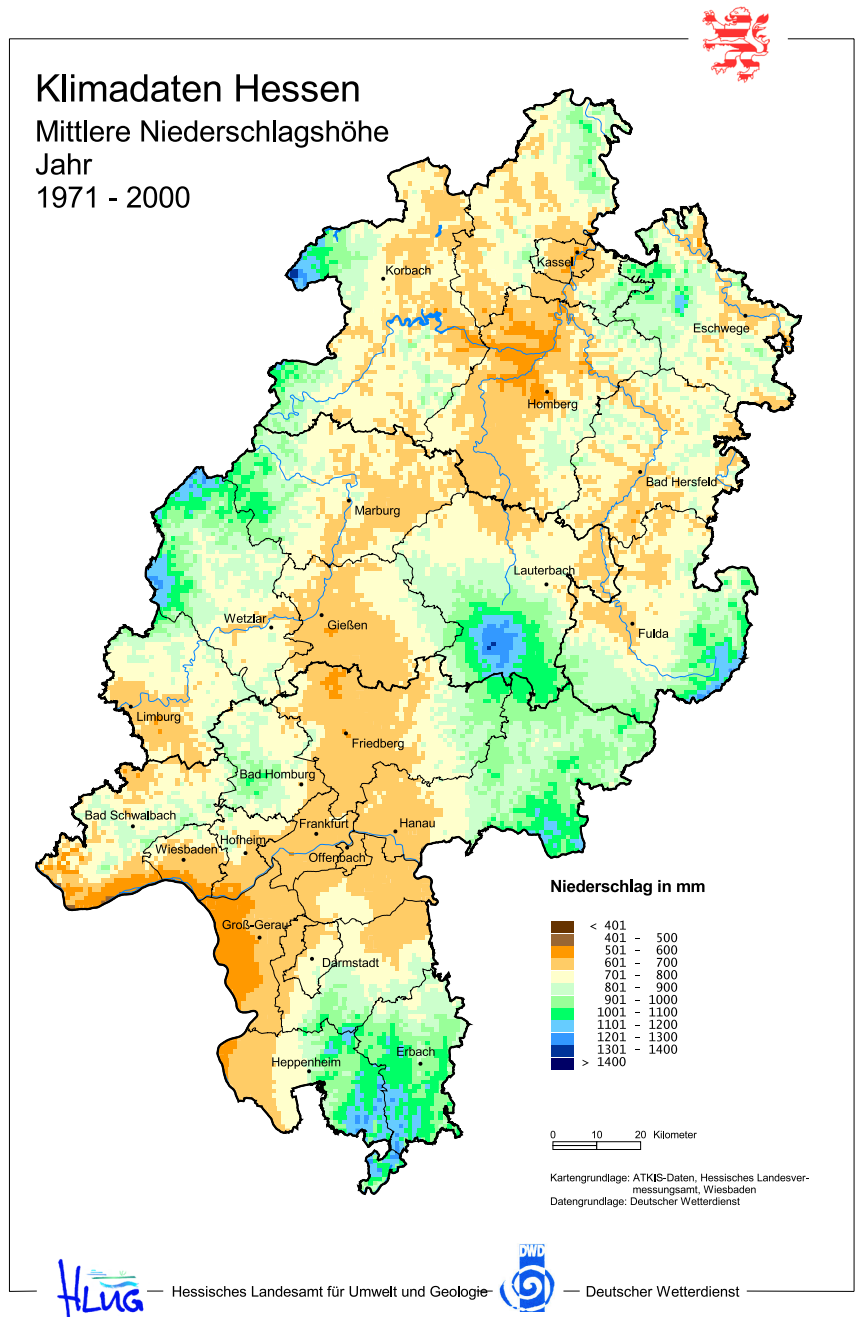 Klimadaten Hessen
Mittlere Niederschlagshöhe
Jahr
1971 - 2000
Kassel
Korbach
Eschwege
Homberg
Bad Hersfeld
Marburg
Lauterbach
Wetzlar
Gießen
Fulda
Limburg
Friedberg
Bad Homburg
Bad Schwalbach
Frankfurt
Hanau
Hofheim
Wiesbaden
Offenbach
Groß-Gerau
Darmstadt
Erbach
Heppenheim
Niederschlag in mm
< 401
401 - 500
501 - 600
601 - 700
701 - 800
801 - 900
901 - 1000
1001 - 1100
1101 - 1200
1201 - 1300
1301 - 1400
> 1400
0 10 20 Kilometer
Kartengrundlage: ATKIS-Daten, Hessisches Landesver-
messungsamt, Wiesbaden
Datengrundlage: Deutscher Wetterdienst
HLUG
Hessisches Landesamt für Umwelt und Geologie
DWD
Deutscher Wetterdienst